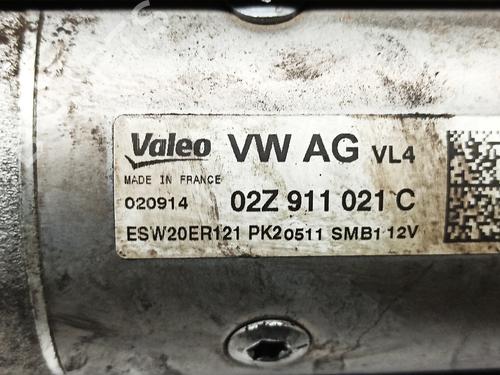 Valeo VW AG VL4
MADE IN FRANCE
020914 02Z 911 021 C
ESW20ER121 PK20511 SMB1 12V